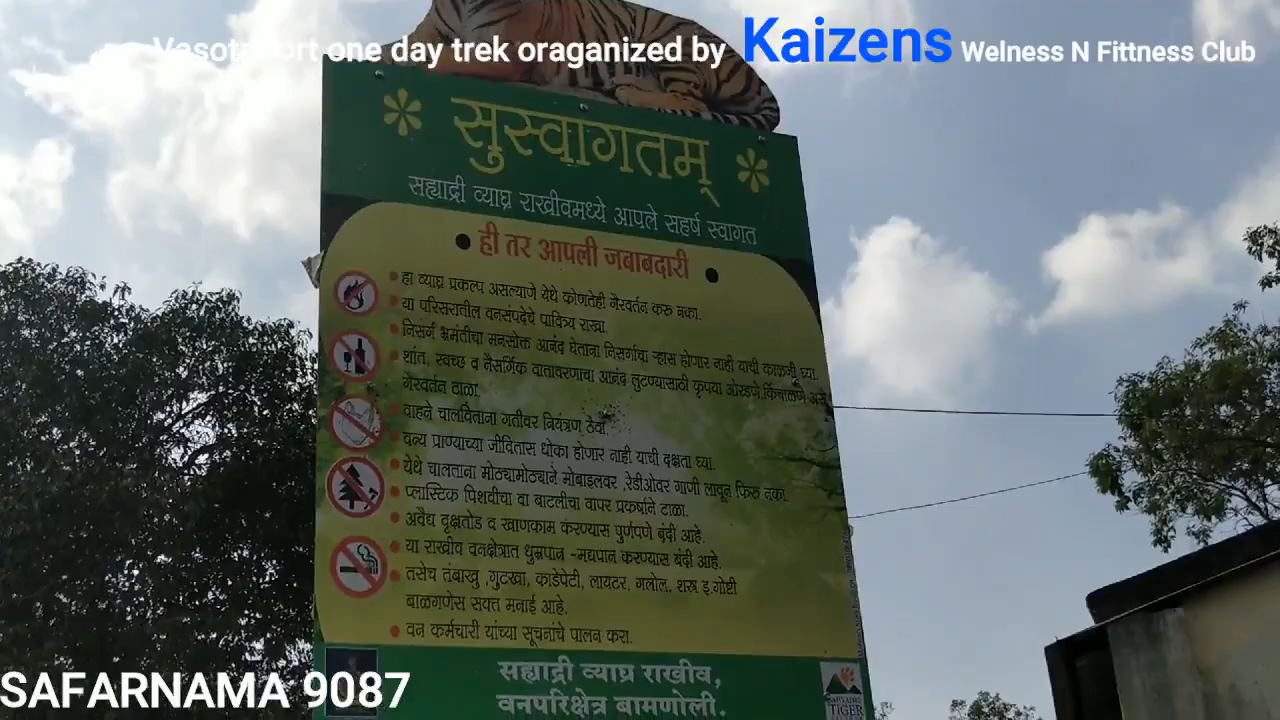 Vasota fort one day trek oraganized by Kaizens Welness N Fittness Club
सुस्वागतम्
सह्याद्री व्याघ्र राखीवमध्ये आपले सहर्ष स्वागत
ही तर आपली जबाबदारी
हा व्याघ्र प्रकल्प असल्याणे येथे कोणतेही गैरवर्तन करु नका.
या परिसरातील वनसंपदेचे पावित्र्य राखा.
निसर्ग भ्रमंतीचा मनसोक्त आनंद घेताना निसर्गाचा ऱ्हास होणार नाही याची काळजी घ्या.
शांत, स्वच्छ व नैसर्गिक वातावरणाचा आनंद लुटण्यासाठी कृपया ओरडणे, किंचाळणे असे
गैरवर्तन टाळा.
वाहने चालविताना गतीवर नियंत्रण ठेवा.
वन्य प्राण्याच्या जीवितास धोका होणार नाही याची दक्षता घ्या.
येथे चालताना मोठ्यामोठ्याने मोबाइलवर ,रेडीओवर गाणी लावून फिरु नका.
प्लास्टिक पिशवीचा वा बाटलीचा वापर प्रकर्षाने टाळा.
अवैद्य वृक्षतोड व खाणकाम करण्यास पुर्णपणे बंदी आहे.
या राखीव वनक्षेत्रात धुम्रपान -मद्यपान करण्यास बंदी आहे.
तसेच तंबाखु ,गुटखा, काडेपेटी, लायटर, गलोल, शस्त्र इ.गोष्टी
बाळगणेस सक्त मनाई आहे.
वन कर्मचारी यांच्या सूचनांचे पालन करा.
सह्याद्री व्याघ्र राखीव,
वनपरिक्षेत्र बामणोली.
SAHYADRI
TIGER
SAFARNAMA 9087